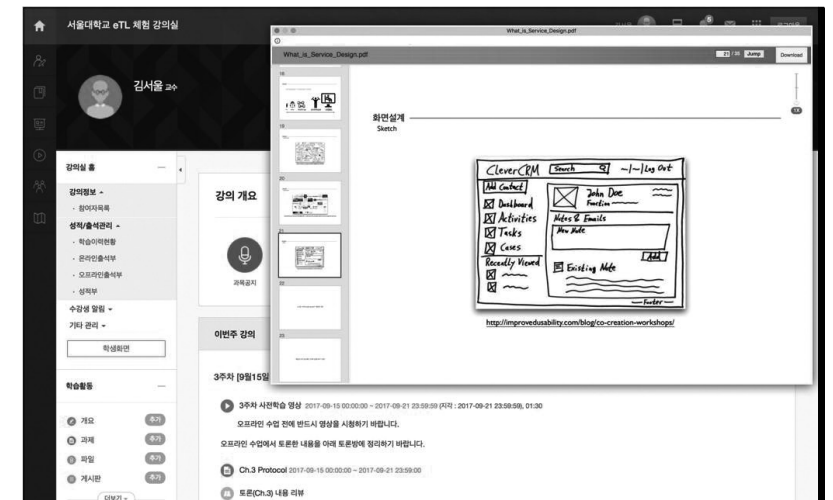 서울대학교 eTL 체험 강의실
김서울 교수
강의실 홈
강의정보
· 참여자목록
성적/출석관리
· 학습이력현황
· 온라인출석부
· 오프라인출석부
· 성적부
수강생 알림
기타 관리
학생화면
학습활동
개요 추가
과제 추가
파일 추가
게시판 추가
더보기
강의 개요
과목공지
이번주 강의
3주차 [9월15일
3주차 사전학습 영상 2017-09-15 00:00:00 ~ 2017-09-21 23:59:59 (지각 : 2017-09-21 23:59:59), 01:30
오프라인 수업 전에 반드시 영상을 시청하기 바랍니다.
오프라인 수업에서 토론한 내용을 아래 토론방에 정리하기 바랍니다.
Ch.3 Protocol 2017-09-15 00:00:00 ~ 2017-09-21 23:59:00
토론(Ch.3) 내용 리뷰
What_is_Service_Design.pdf
What_is_Service_Design.pdf
21 / 35 Jump Download
18
19
20
21
22
23
화면설계
Sketch
CleverCRM Search ~|~| Log Out
Add Contact
Dashboard
Activities
Tasks
Cases
Recently Viewed
John Doe
Function
Notes & Emails
New Note
Add
Existing Note
Footer
http://improvedusability.com/blog/co-creation-workshops/